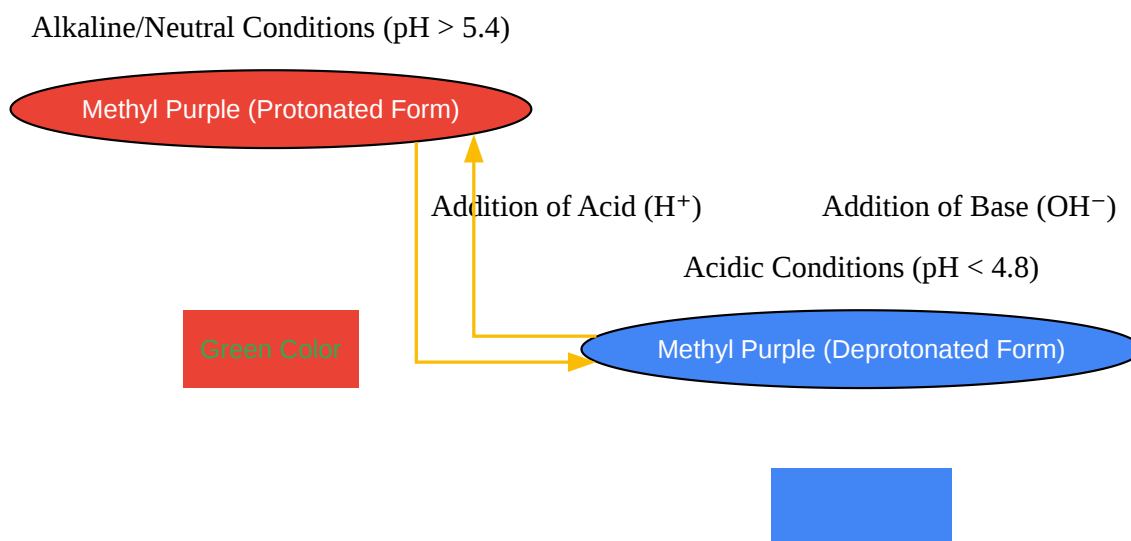 Alkaline/Neutral Conditions (pH > 5.4)
Methyl Purple (Protonated Form)
Addition of Acid (H⁺)
Addition of Base (OH⁻)
Acidic Conditions (pH < 4.8)
Green Color
Methyl Purple (Deprotonated Form)